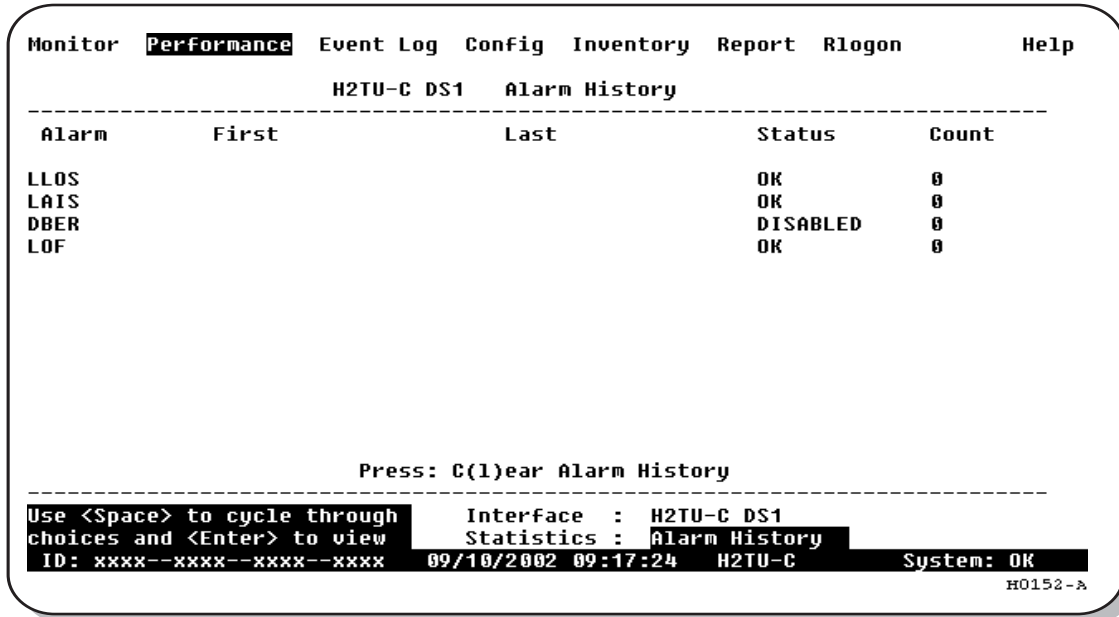 Monitor Performance Event Log Config Inventory Report Rlogon Help
H2TU-C DS1 Alarm History
Alarm First Last Status Count
LLOS OK 0
LAIS OK 0
DBER DISABLED 0
LOF OK 0
Press: C(l)ear Alarm History
Use <Space> to cycle through Interface : H2TU-C DS1
choices and <Enter> to view Statistics : Alarm History
ID: xxxx--xxxx--xxxx--xxxx 09/10/2002 09:17:24 H2TU-C System: OK
H0152-A